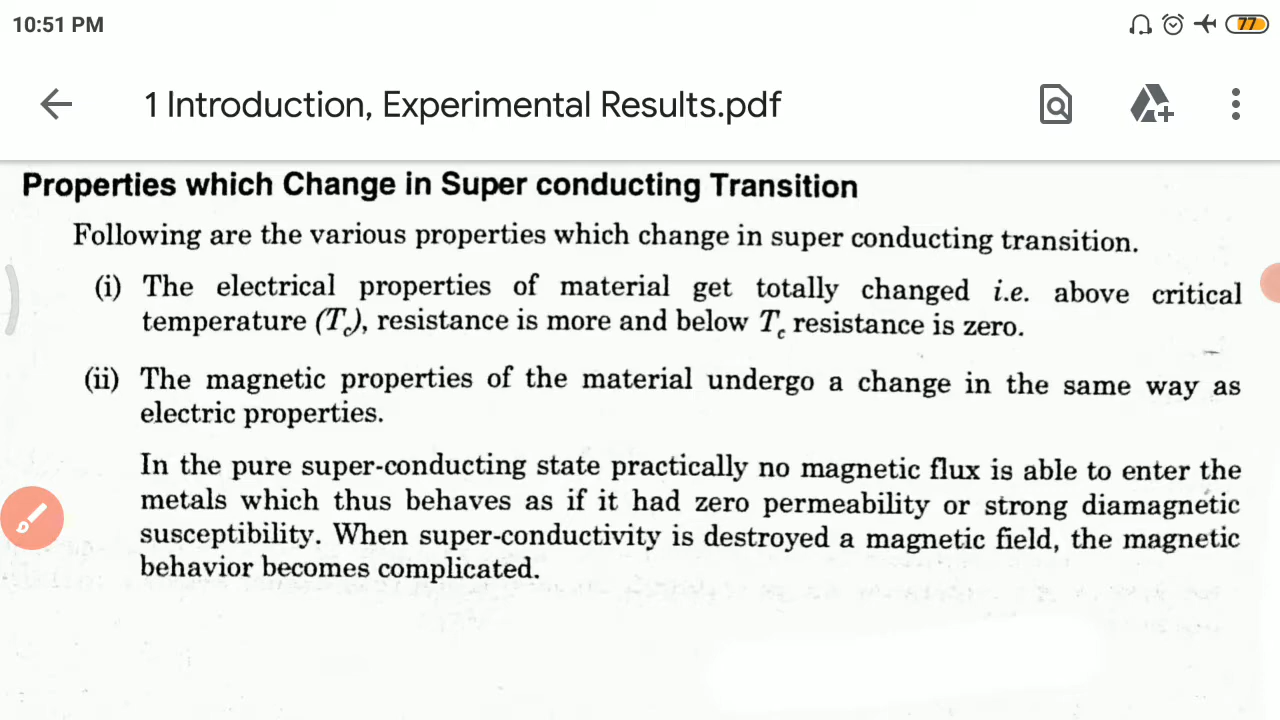 10:51 PM
77
1 Introduction, Experimental Results.pdf
Properties which Change in Super conducting Transition
Following are the various properties which change in super conducting transition.
(i) The electrical properties of material get totally changed i.e. above critical
temperature (Tc), resistance is more and below Tc resistance is zero.
(ii) The magnetic properties of the material undergo a change in the same way as
electric properties.
In the pure super-conducting state practically no magnetic flux is able to enter the
metals which thus behaves as if it had zero permeability or strong diamagnetic
susceptibility. When super-conductivity is destroyed a magnetic field, the magnetic
behavior becomes complicated.